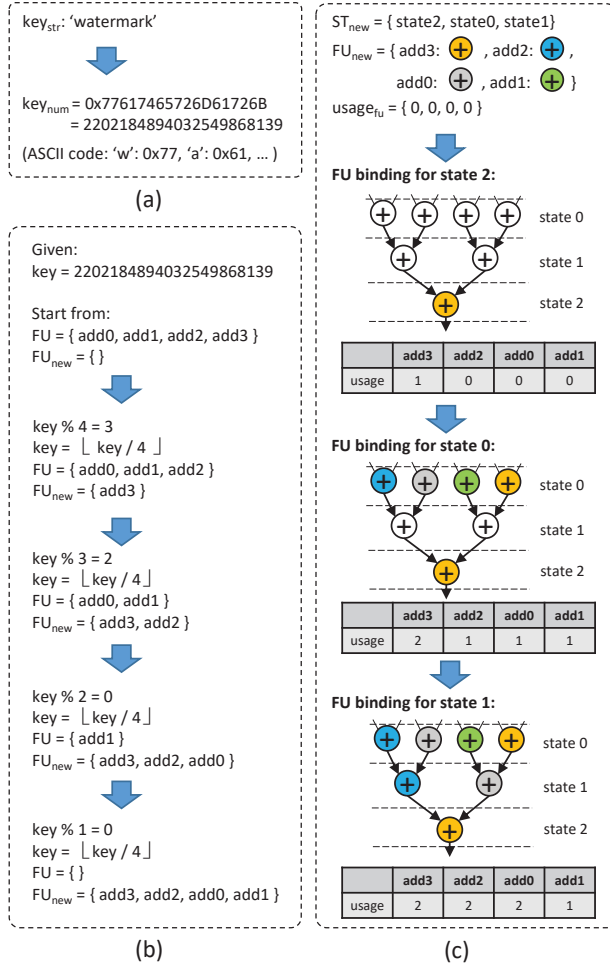 key_str: ‘watermark’
key_num = 0x77617465726D61726B
= 2202184894032549868139
(ASCII code: ‘w’: 0x77, ‘a’: 0x61, … )
(a)
Given:
key = 2202184894032549868139
Start from:
FU = { add0, add1, add2, add3 }
FU_new = { }
key % 4 = 3
key = ⌊ key / 4 ⌋
FU = { add0, add1, add2 }
FU_new = { add3 }
key % 3 = 2
key = ⌊ key / 4 ⌋
FU = { add0, add1 }
FU_new = { add3, add2 }
key % 2 = 0
key = ⌊ key / 4 ⌋
FU = { add1 }
FU_new = { add3, add2, add0 }
key % 1 = 0
key = ⌊ key / 4 ⌋
FU = { }
FU_new = { add3, add2, add0, add1 }
(b)
ST_new = { state2, state0, state1}
FU_new = { add3: + , add2: + ,
add0: + , add1: + }
usage_fu = { 0, 0, 0, 0 }
FU binding for state 2:
+ + + + state 0
+ + state 1
+ state 2
add3 add2 add0 add1
usage 1 0 0 0
FU binding for state 0:
+ + + + state 0
+ + state 1
+ state 2
add3 add2 add0 add1
usage 2 1 1 1
FU binding for state 1:
+ + + + state 0
+ + state 1
+ state 2
add3 add2 add0 add1
usage 2 2 2 1
(c)